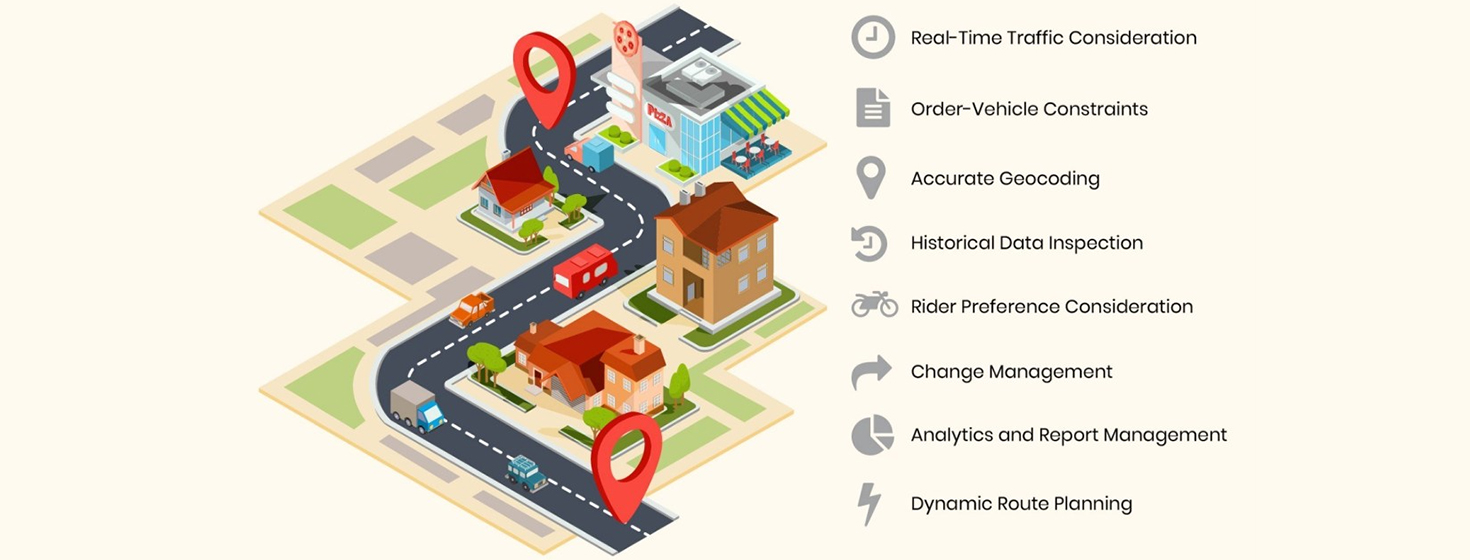 PIZZA
Real-Time Traffic Consideration
Order-Vehicle Constraints
Accurate Geocoding
Historical Data Inspection
Rider Preference Consideration
Change Management
Analytics and Report Management
Dynamic Route Planning